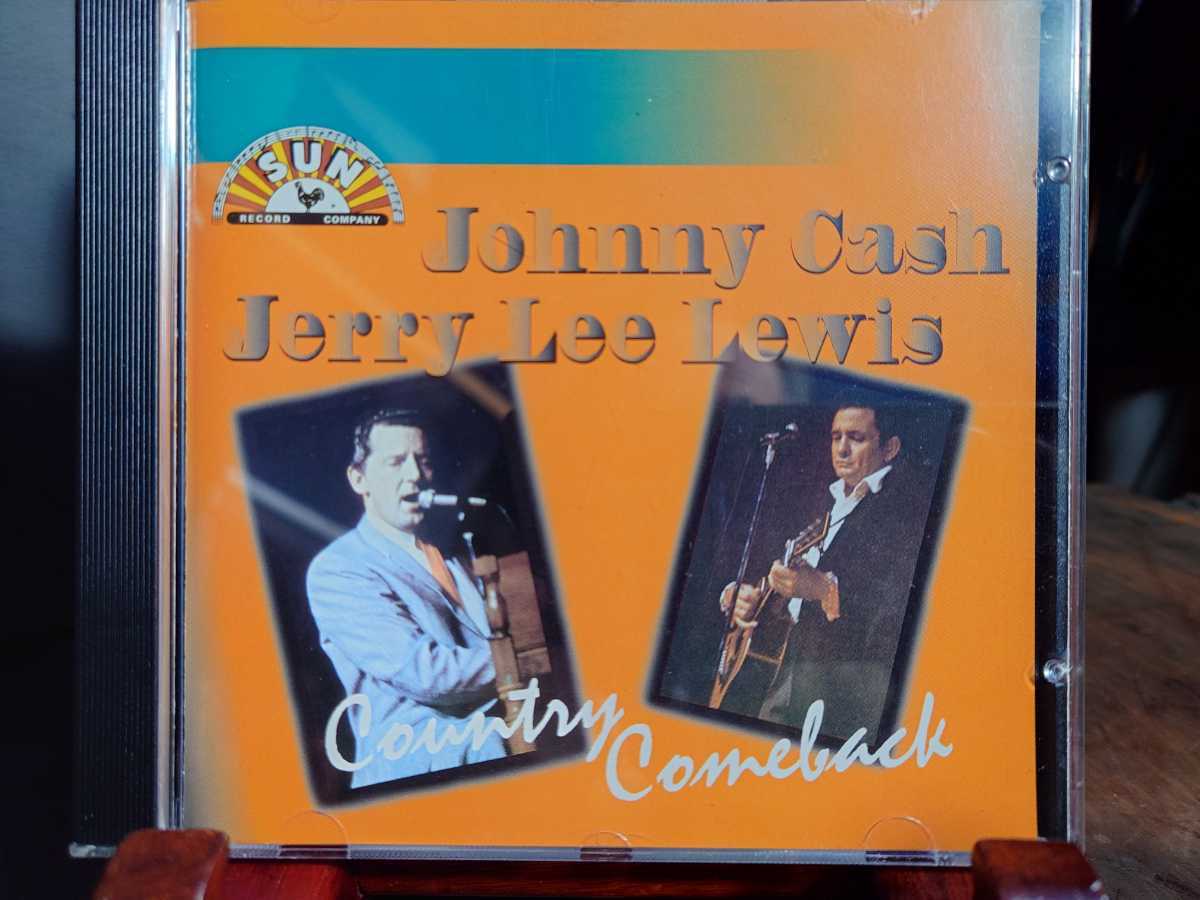 SUN
RECORD COMPANY
Johnny Cash
Jerry Lee Lewis
Country
Comeback